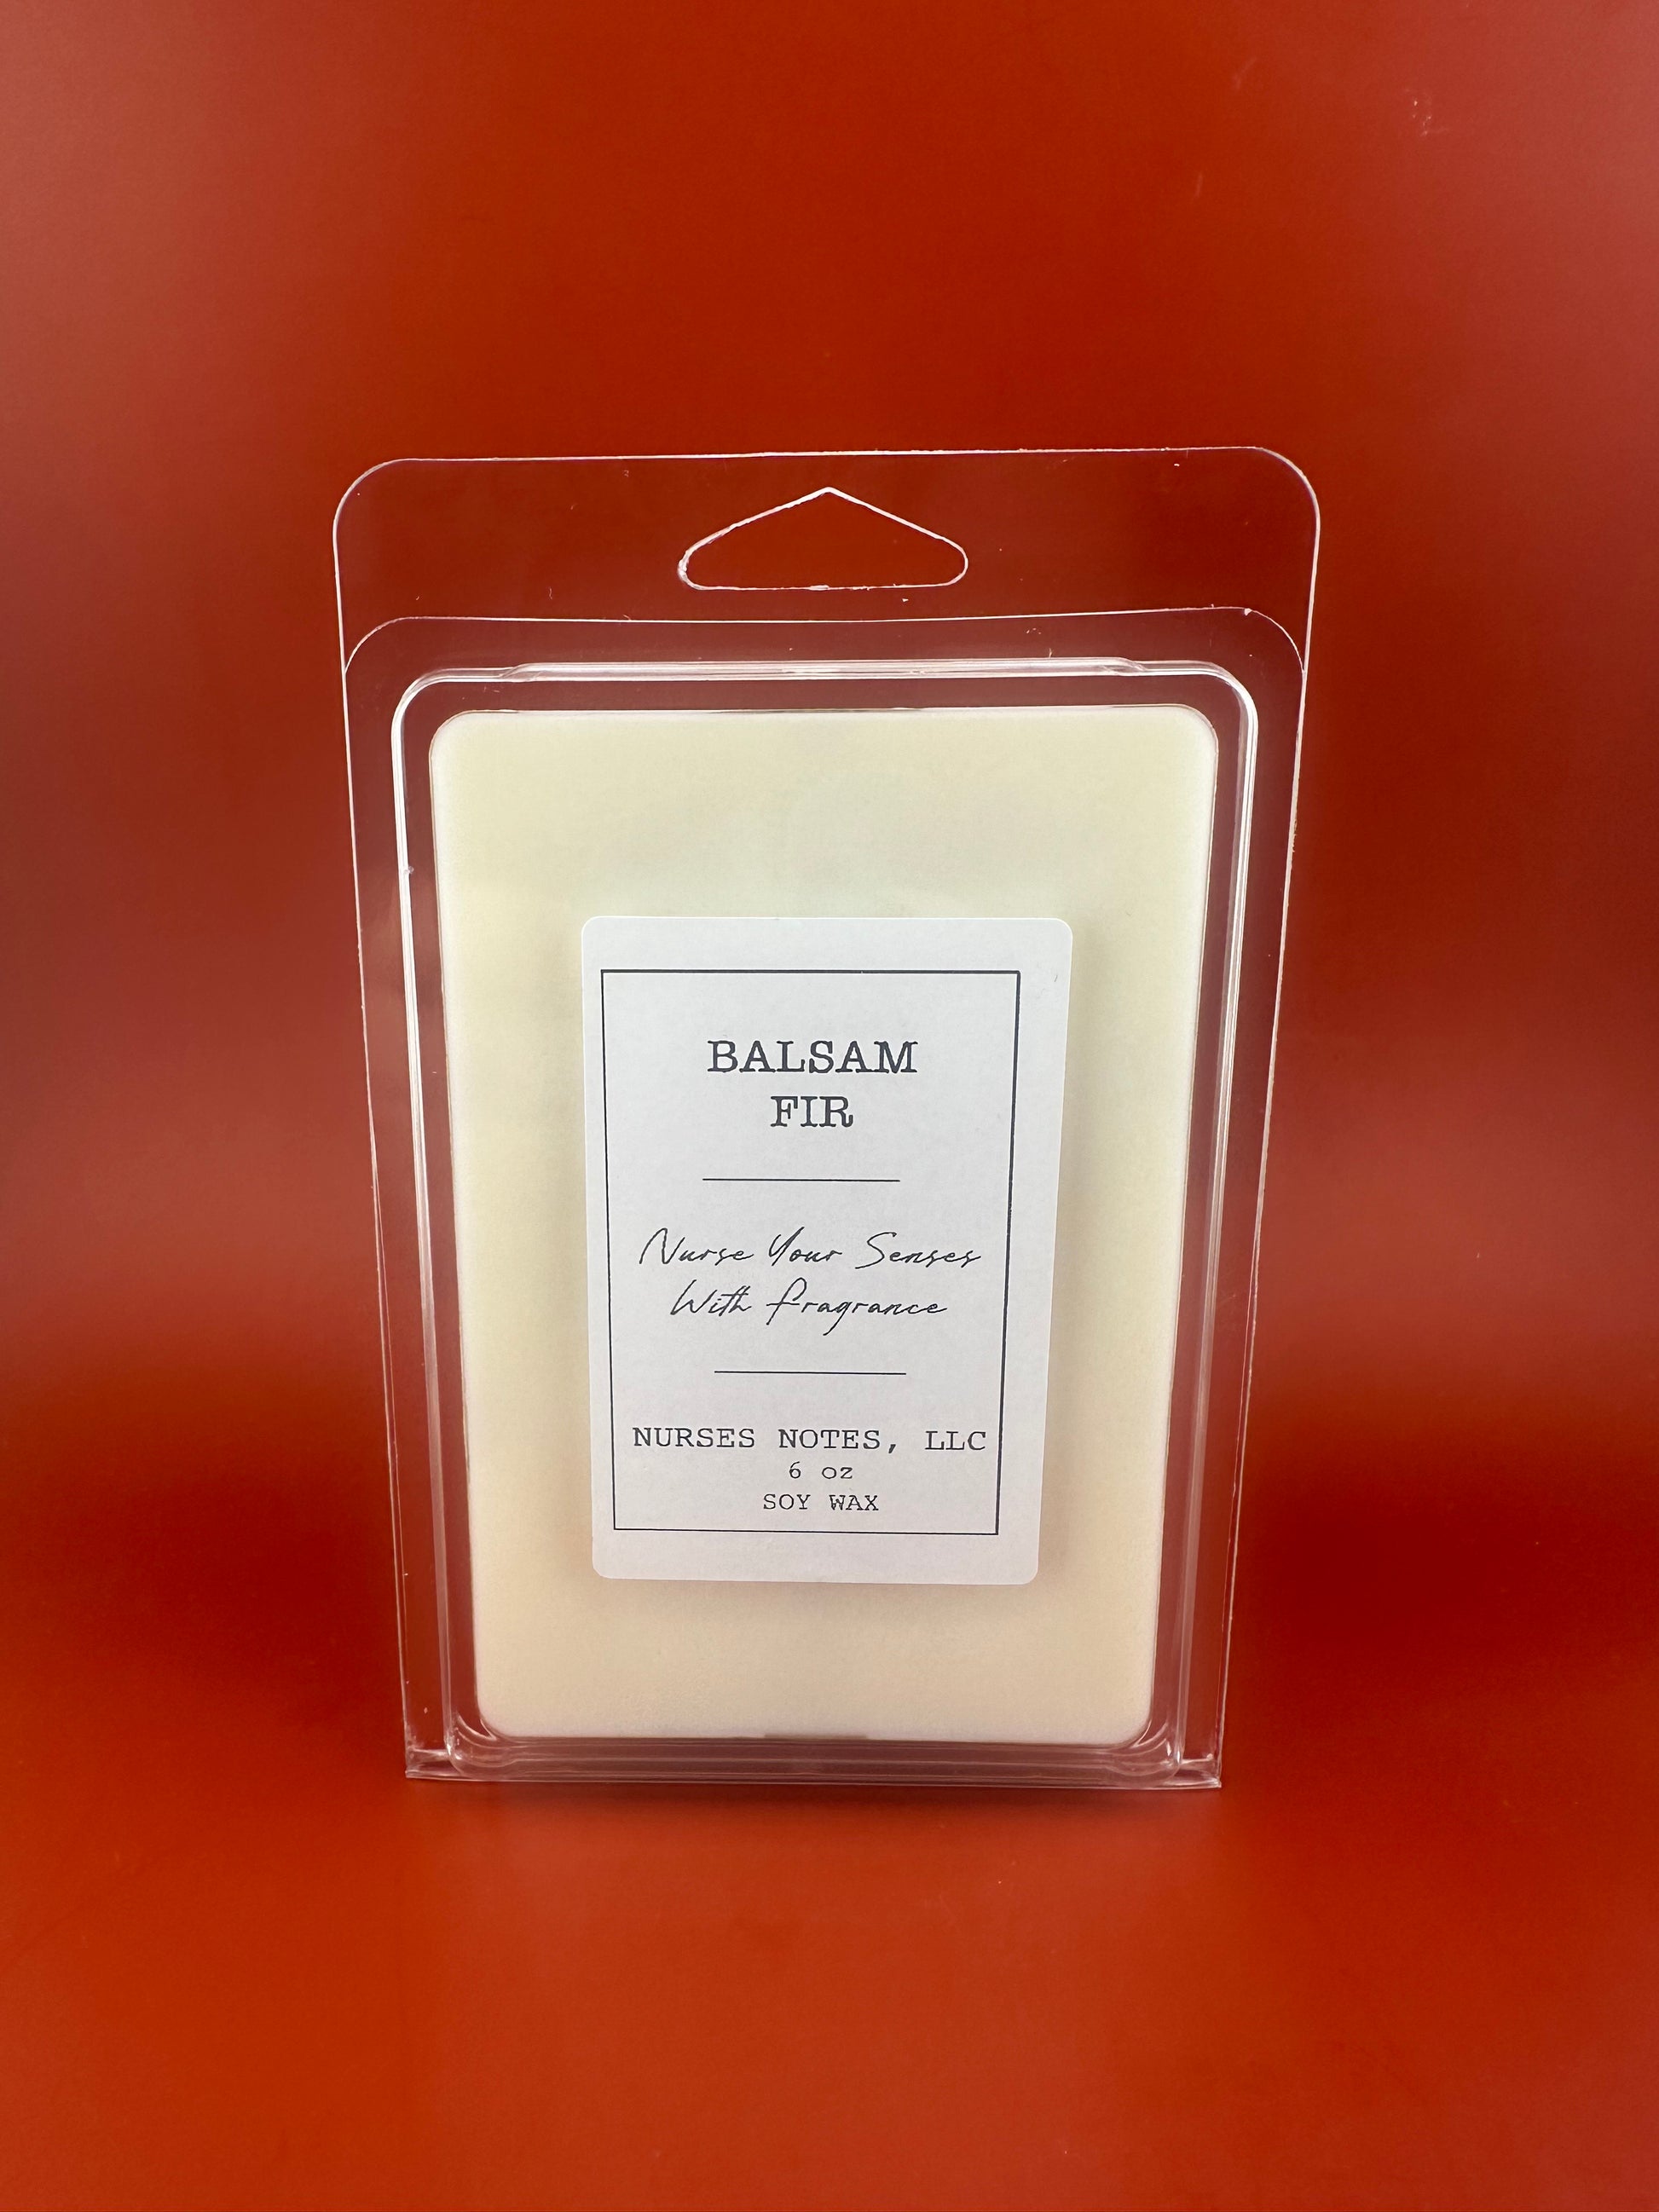 BALSAM
FIR
Nurse Your Senses
With fragrance
NURSES NOTES, LLC
6 oz
SOY WAX